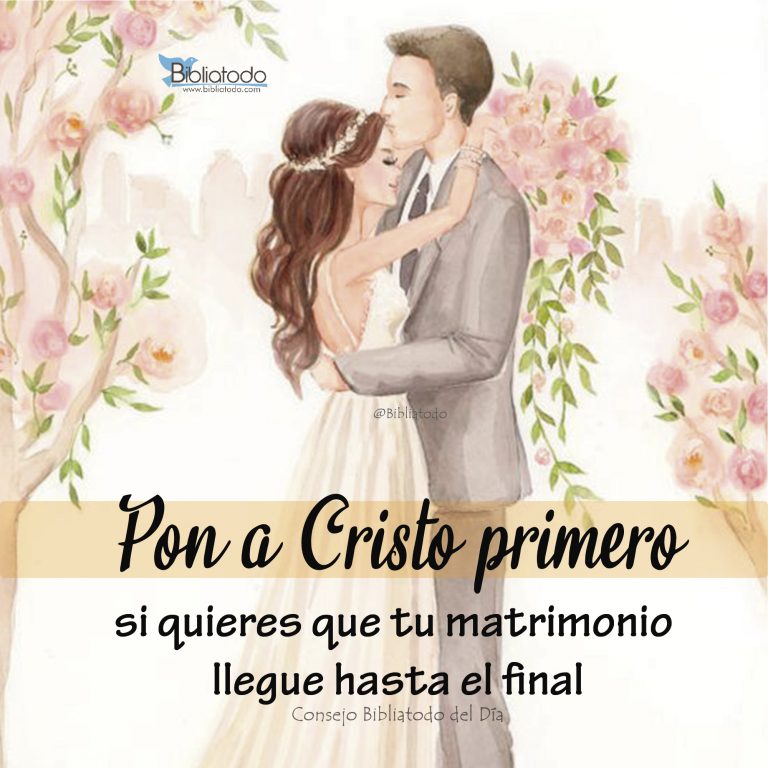 Bibliatodo
www.bibliatodo.com
@Bibliatodo
Pon a Cristo primero
si quieres que tu matrimonio
llegue hasta el final
Consejo Bibliatodo del Día